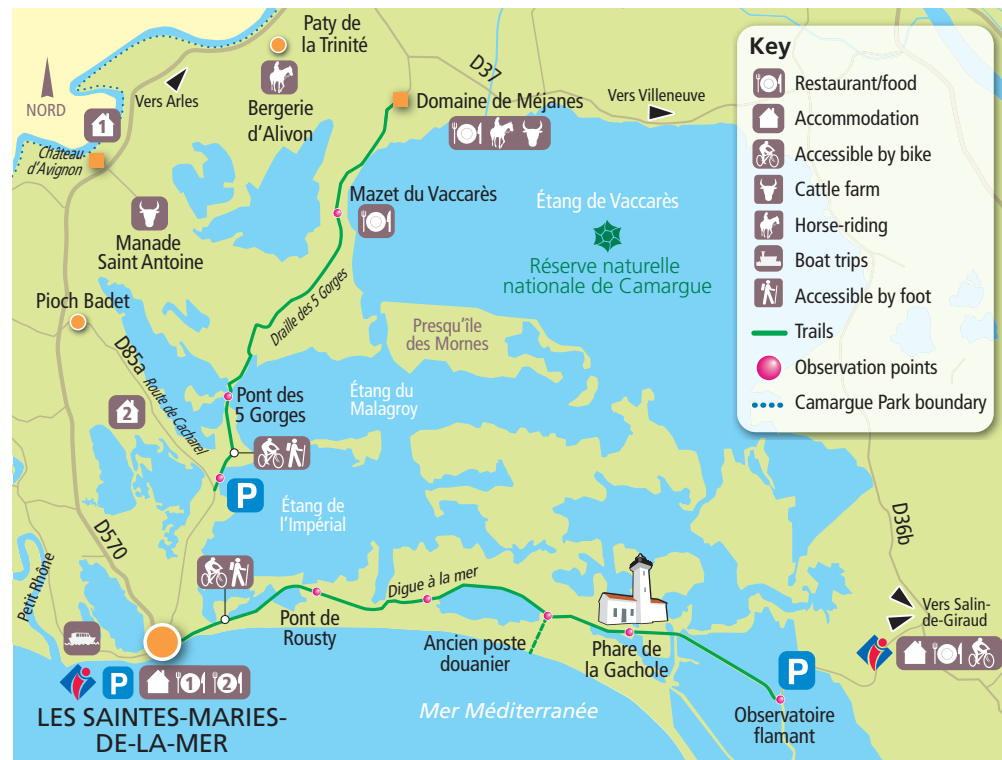 Paty de
la Trinité
NORD
Vers Arles
Bergerie
d'Alivon
D37
Domaine de Méjanes
Vers Villeneuve
1
Château
d'Avignon
Manade
Saint Antoine
Mazet du Vaccarès
Étang de Vaccarès
Réserve naturelle
nationale de Camargue
Draille des 5 Gorges
Pioch Badet
D85a
Route de Cacharel
Presqu'île
des Mornes
2
Pont des
5 Gorges
Étang du
Malagroy
P
Étang de
l'Impérial
D570
Petit Rhône
Pont de
Rousty
Digue à la mer
Ancien poste
douanier
Phare de
la Gachole
P
Observatoire
flamant
D36b
Vers Salin-
de-Giraud
P
1
2
LES SAINTES-MARIES-
DE-LA-MER
Mer Méditerranée
Key
Restaurant/food
Accommodation
Accessible by bike
Cattle farm
Horse-riding
Boat trips
Accessible by foot
Trails
Observation points
Camargue Park boundary